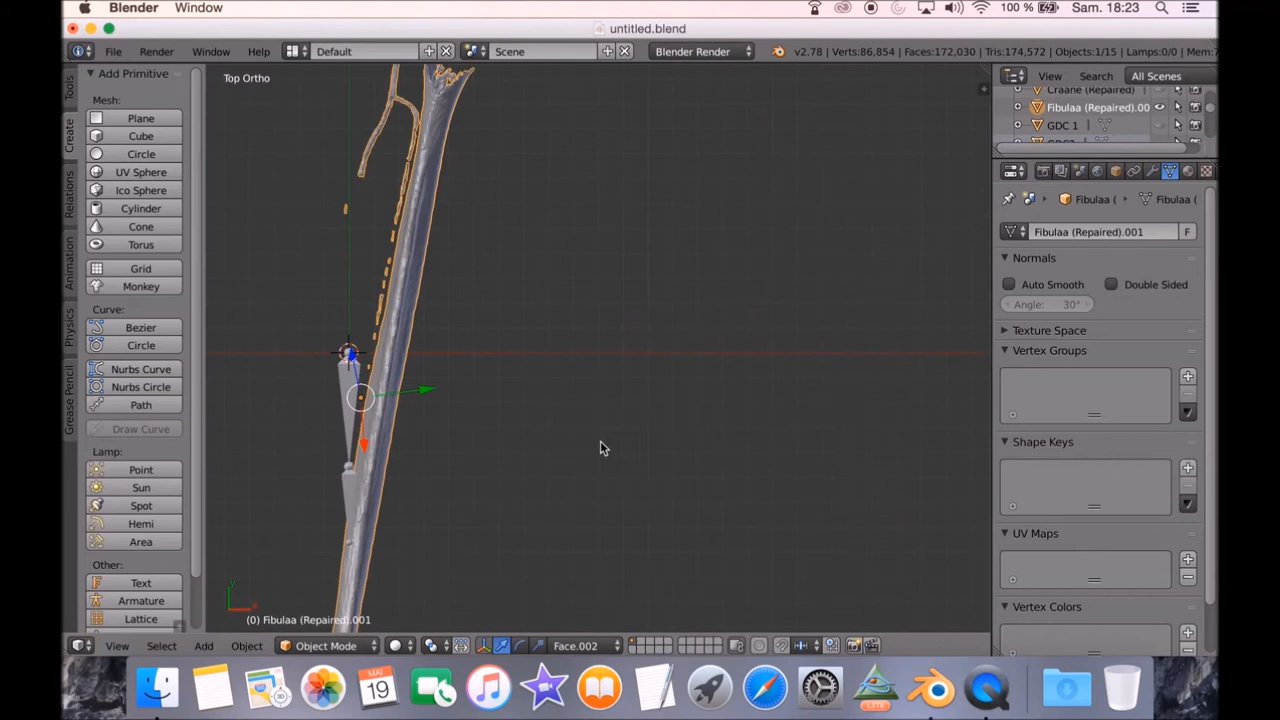 Blender Window 100 % Sam. 18:23
untitled.blend
File Render Window Help Default Scene Blender Render v2.78 | Verts:86,854 | Faces:172,030 | Tris:174,572 | Objects:1/15 | Lamps:0/0 | Mem:7
Add Primitive
Mesh:
Plane
Cube
Circle
UV Sphere
Ico Sphere
Cylinder
Cone
Torus
Grid
Monkey
Curve:
Bezier
Circle
Nurbs Curve
Nurbs Circle
Path
Draw Curve
Lamp:
Point
Sun
Spot
Hemi
Area
Other:
Text
Armature
Lattice
Tools
Create
Relations
Animation
Physics
Grease Pencil
Top Ortho
y
x
(0) Fibulaa (Repaired).001
View Select Add Object Object Mode Face.002
View Search All Scenes
Craane (Repaired)
Fibulaa (Repaired).00
GDC 1
Fibulaa ( Fibulaa (
Fibulaa (Repaired).001 F
Normals
Auto Smooth Double Sided
Angle: 30°
Texture Space
Vertex Groups
Shape Keys
UV Maps
Vertex Colors
MAI
19
LITE